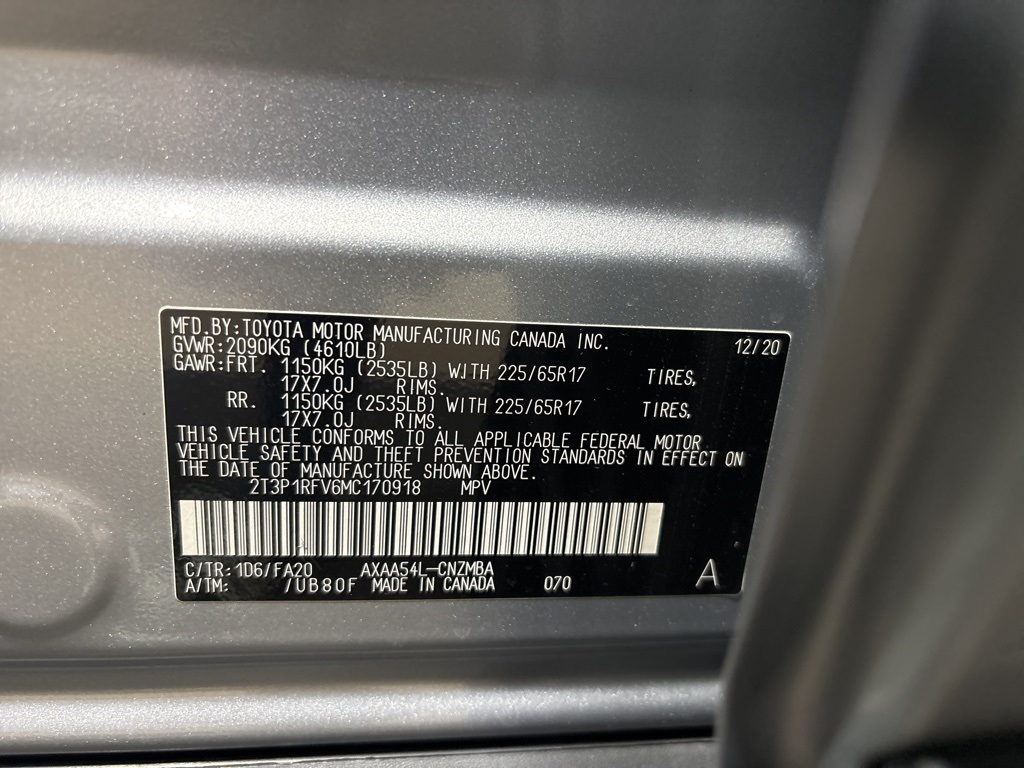 MFD.BY:TOYOTA MOTOR MANUFACTURING CANADA INC. 12/20
GVWR:2090KG (4610LB)
GAWR:FRT. 1150KG (2535LB) WITH 225/65R17 TIRES,
17X7.0J RIMS.
RR. 1150KG (2535LB) WITH 225/65R17 TIRES,
17X7.0J RIMS.
THIS VEHICLE CONFORMS TO ALL APPLICABLE FEDERAL MOTOR
VEHICLE SAFETY AND THEFT PREVENTION STANDARDS IN EFFECT ON
THE DATE OF MANUFACTURE SHOWN ABOVE.
2T3P1RFV6MC170918 MPV
C/TR:1D6/FA20 AXAA54L-CNZMBA
A/TM: /UB80F MADE IN CANADA 070 A